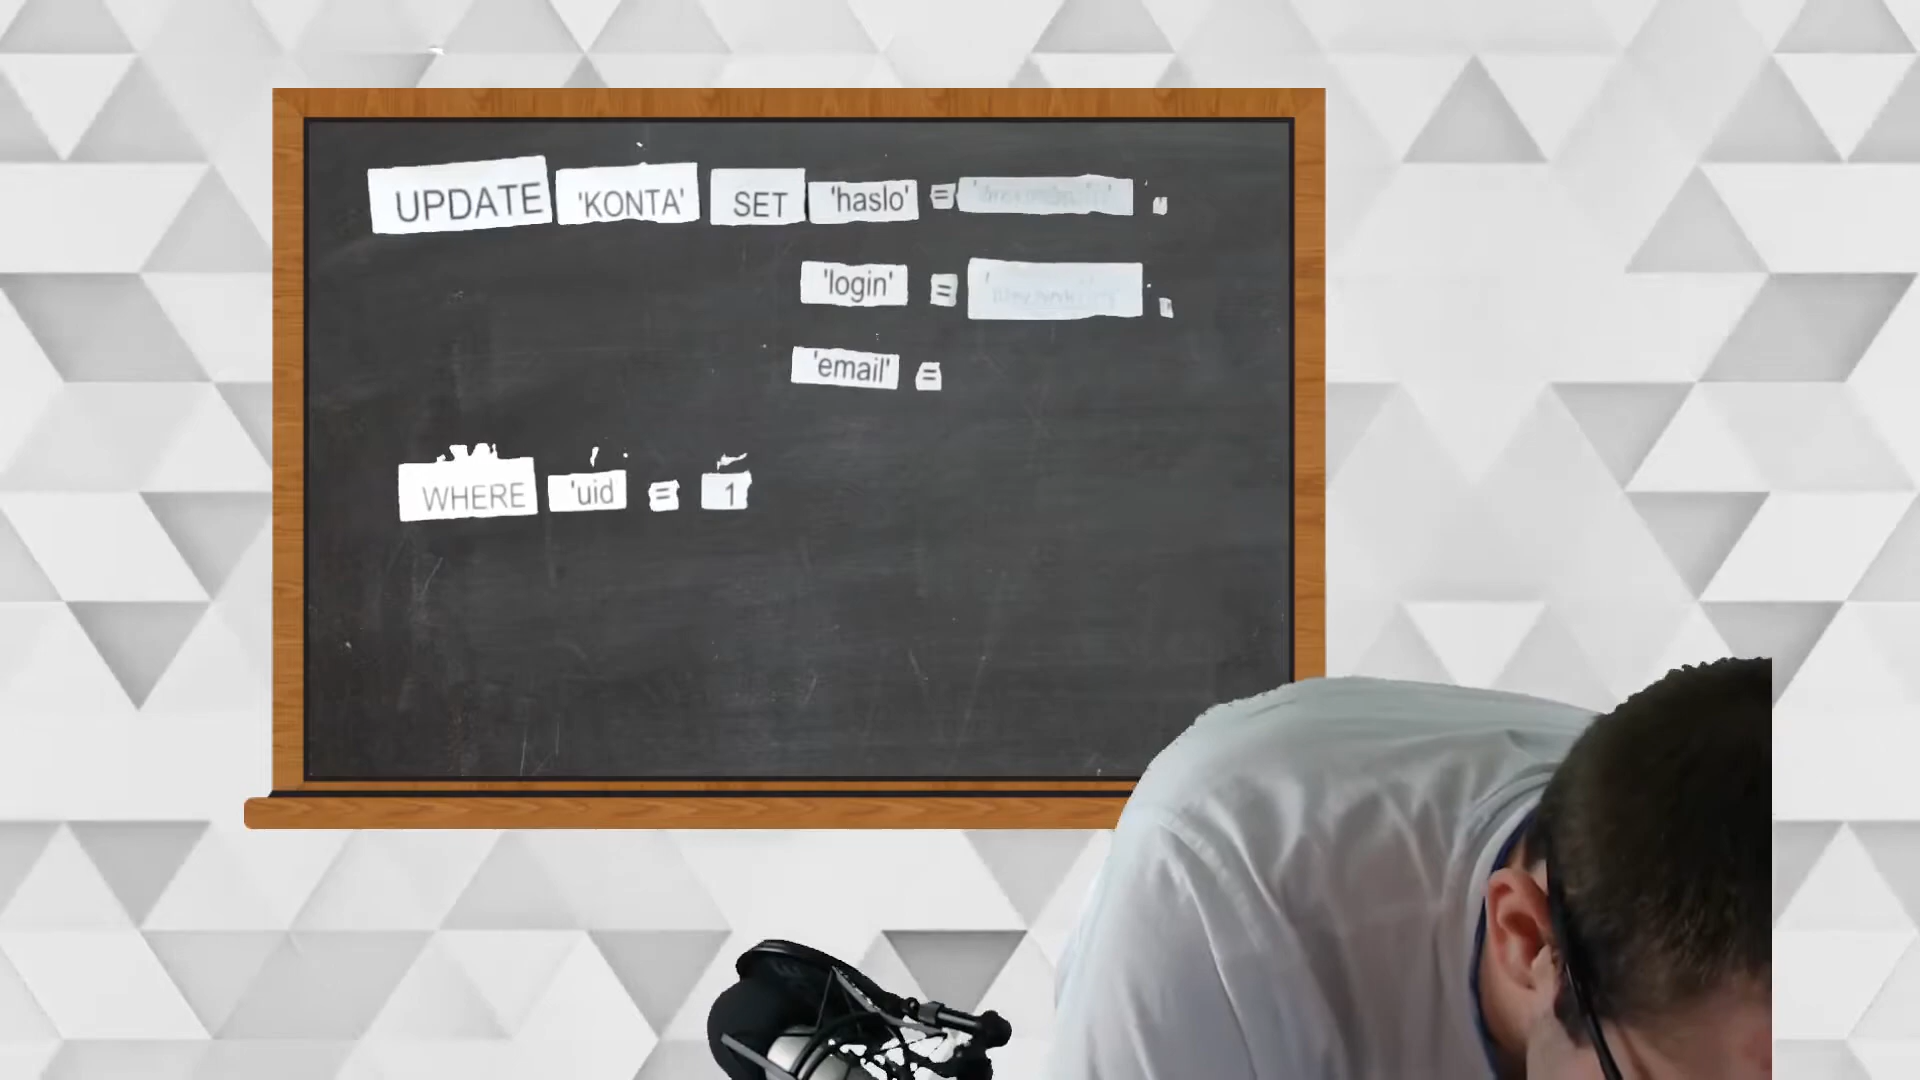 UPDATE 'KONTA' SET 'haslo' =
'login' =
'email' =
WHERE 'uid = 1